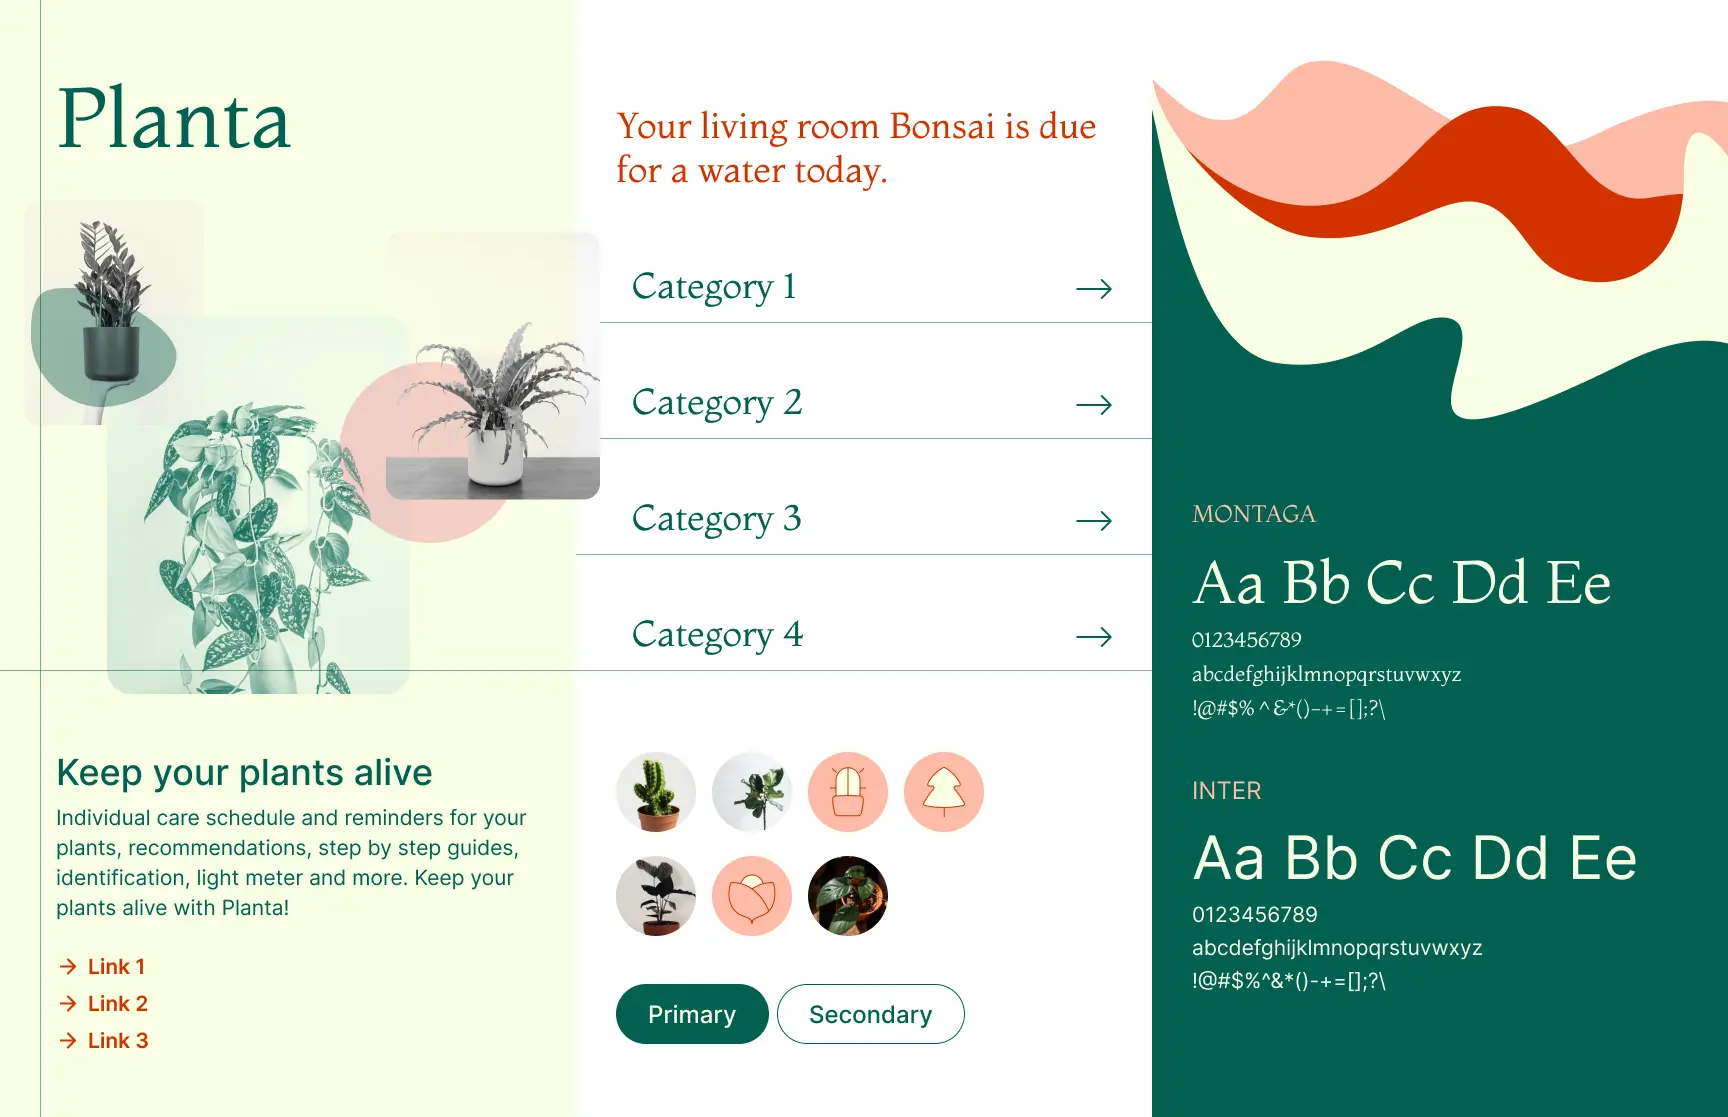 Planta
Keep your plants alive
Individual care schedule and reminders for your
plants, recommendations, step by step guides,
identification, light meter and more. Keep your
plants alive with Planta!
→ Link 1
→ Link 2
→ Link 3
Your living room Bonsai is due
for a water today.
Category 1 →
Category 2 →
Category 3 →
Category 4 →
Primary
Secondary
MONTAGA
Aa Bb Cc Dd Ee
0123456789
abcdefghijklmnopqrstuvwxyz
!@#$%^&*()-+=[];?\
INTER
Aa Bb Cc Dd Ee
0123456789
abcdefghijklmnopqrstuvwxyz
!@#$%^&*()-+=[];?\